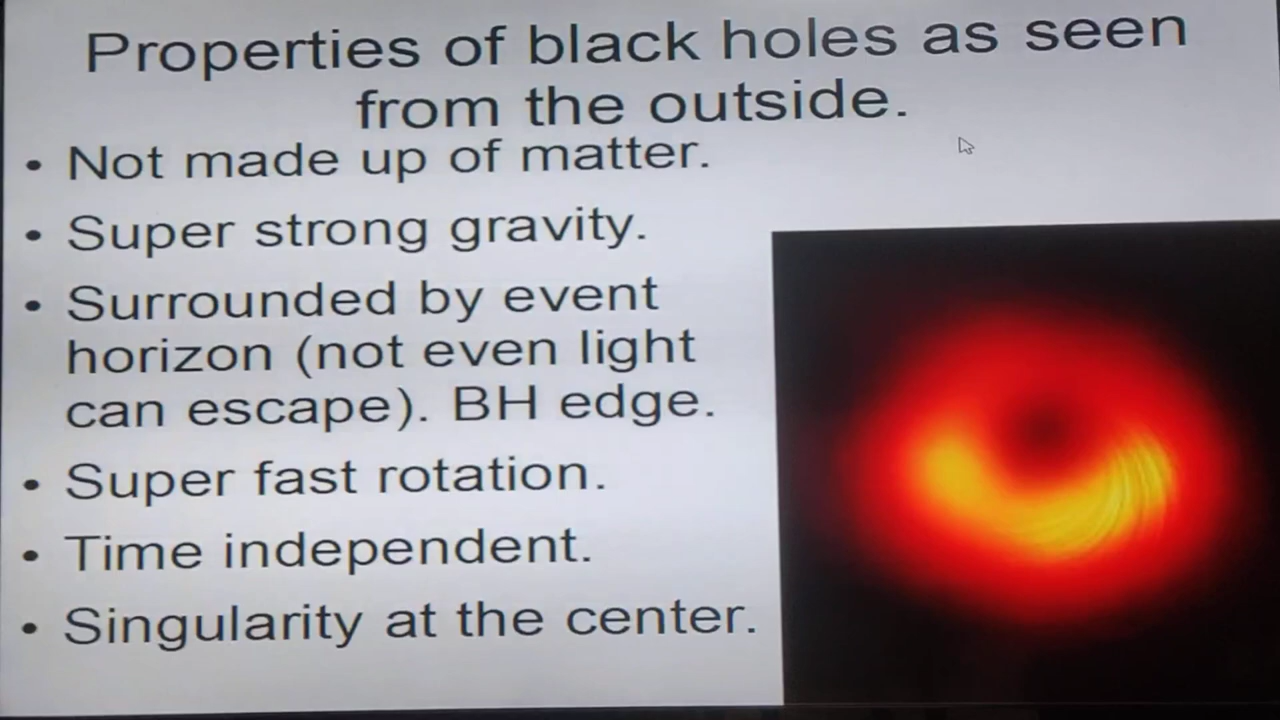 Properties of black holes as seen
from the outside.
• Not made up of matter.
• Super strong gravity.
• Surrounded by event
horizon (not even light
can escape). BH edge.
• Super fast rotation.
• Time independent.
• Singularity at the center.